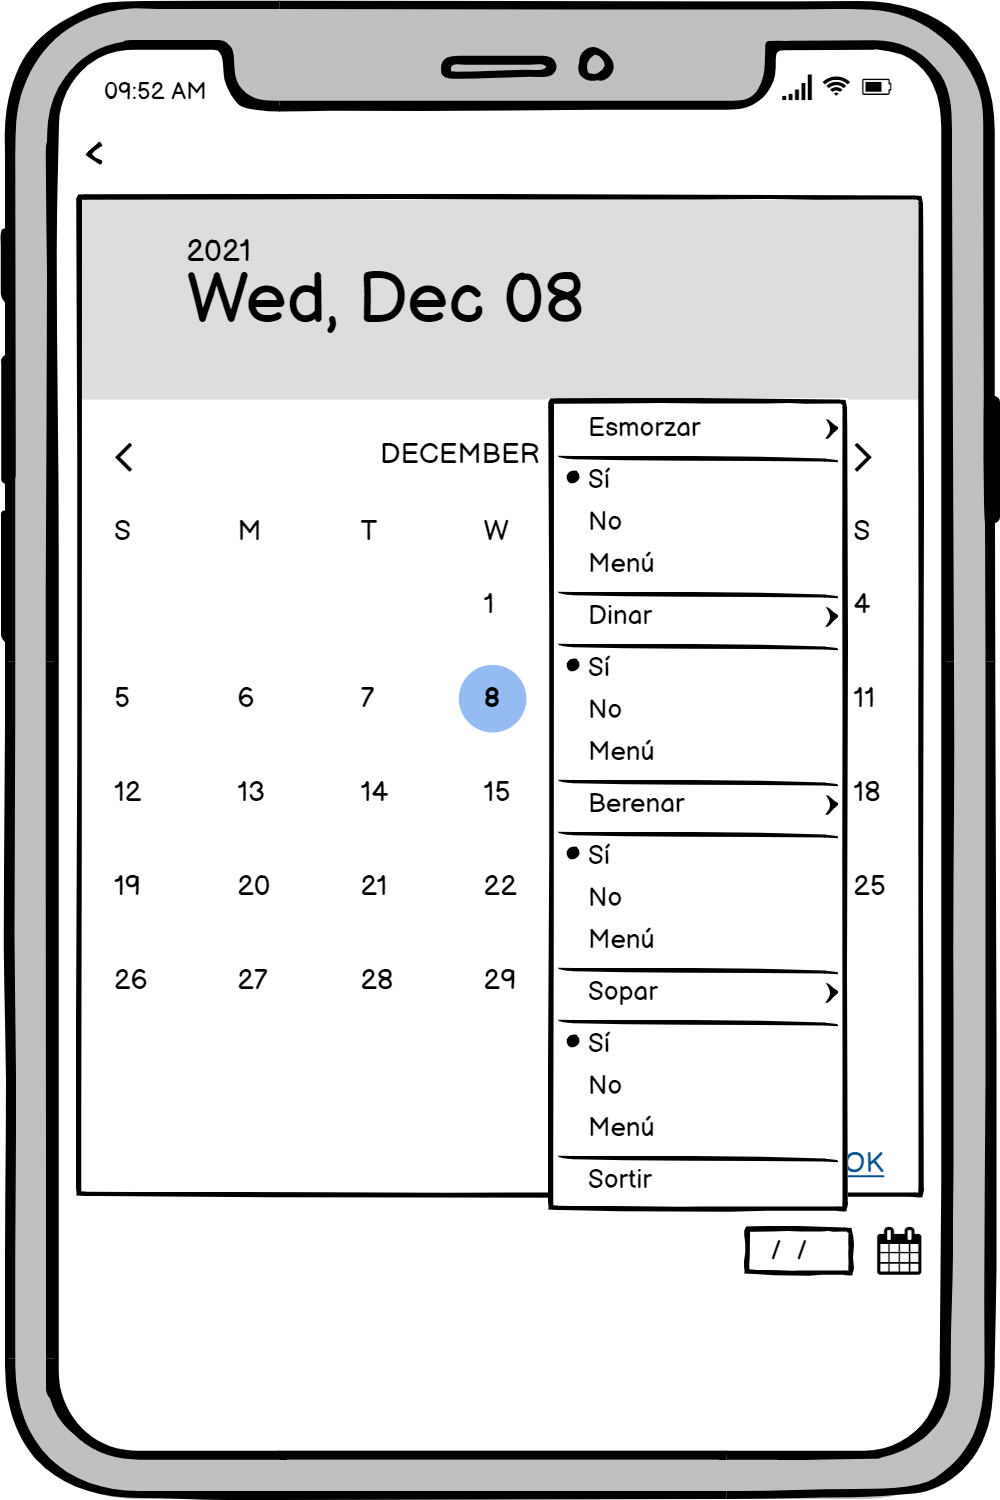 09:52 AM
<
2021
Wed, Dec 08
DECEMBER
S M T W S
1 4
5 6 7 8 11
12 13 14 15 18
19 20 21 22 25
26 27 28 29
Esmorzar
Sí
No
Menú
Dinar
Sí
No
Menú
Berenar
Sí
No
Menú
Sopar
Sí
No
Menú
Sortir
OK
/ /